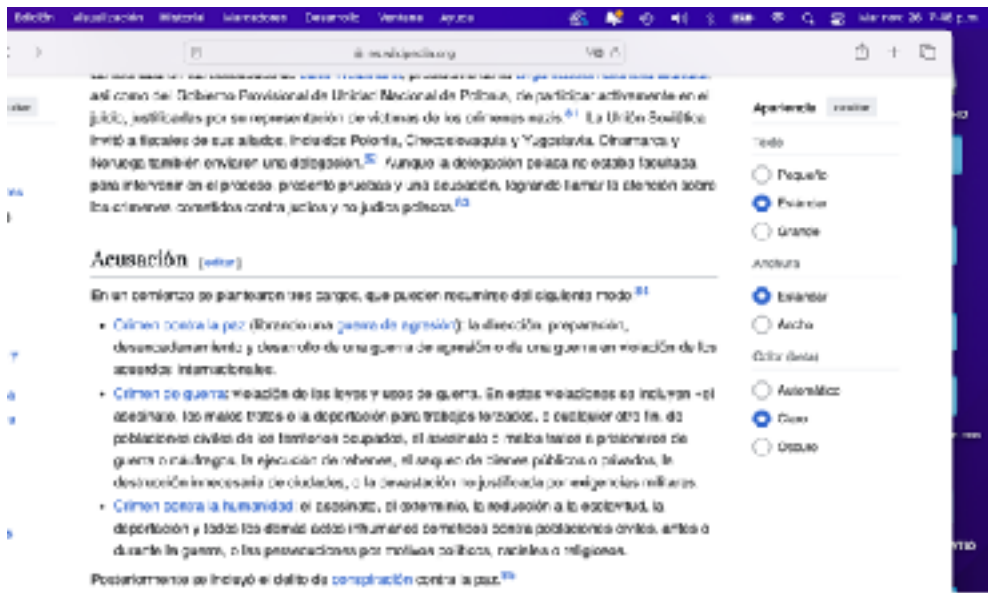 Edición Visualización Historial Marcadores Desarrollo Ventana Ayuda mar nov 26 7:48 p.m.
es.wikipedia.org
así como del Gobierno Provisional de Unidad Nacional de Polonia, de participar activamente en el
juicio, justificadas por su representación de víctimas de los crímenes nazis. La Unión Soviética
invitó a fiscales de sus aliados, incluidos Polonia, Checoslovaquia y Yugoslavia. Dinamarca y
Noruega también enviaron una delegación. Aunque la delegación polaca no estaba facultada
para intervenir en el proceso, presentó pruebas y una acusación, logrando llamar la atención sobre
los crímenes cometidos contra judíos y no judíos polacos.
Acusación [editar]
En un comienzo se plantearon tres cargos, que pueden resumirse del siguiente modo
• Crimen contra la paz (librando una guerra de agresión): la dirección, preparación,
desencadenamiento y desarrollo de una guerra de agresión o de una guerra en violación de los
acuerdos internacionales.
• Crimen de guerra: violación de las leyes y usos de guerra. En estas violaciones se incluyen «el
asesinato, los malos tratos o la deportación para trabajos forzados, o cualquier otro fin, de
poblaciones civiles de los territorios ocupados, el asesinato o malos tratos a prisioneros de
guerra o náufragos, la ejecución de rehenes, el saqueo de bienes públicos o privados, la
destrucción innecesaria de ciudades, o la devastación no justificada por exigencias militares.
• Crimen contra la humanidad: el asesinato, el exterminio, la reducción a la esclavitud, la
deportación y todos los demás actos inhumanos cometidos contra poblaciones civiles, antes o
durante la guerra, o las persecuciones por motivos políticos, raciales o religiosos.
Posteriormente se incluyó el delito de conspiración contra la paz.
Apariencia ocultar
Texto
Pequeño
Estándar
Grande
Anchura
Estándar
Ancho
Color (beta)
Automático
Claro
Oscuro